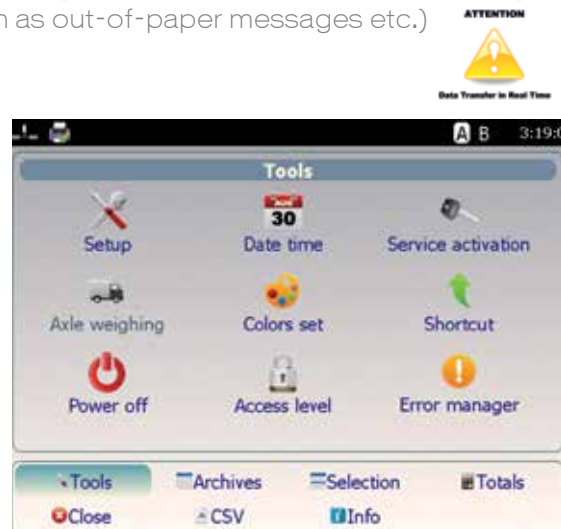 as out-of-paper messages etc.)
ATTENTION
Data Transfer in Real Time
A B 3:19:0
Tools
AUG
30
Setup Date time Service activation
Axle weighing Colors set Shortcut
Power off Access level Error manager
Tools Archives Selection Totals
Close CSV Info